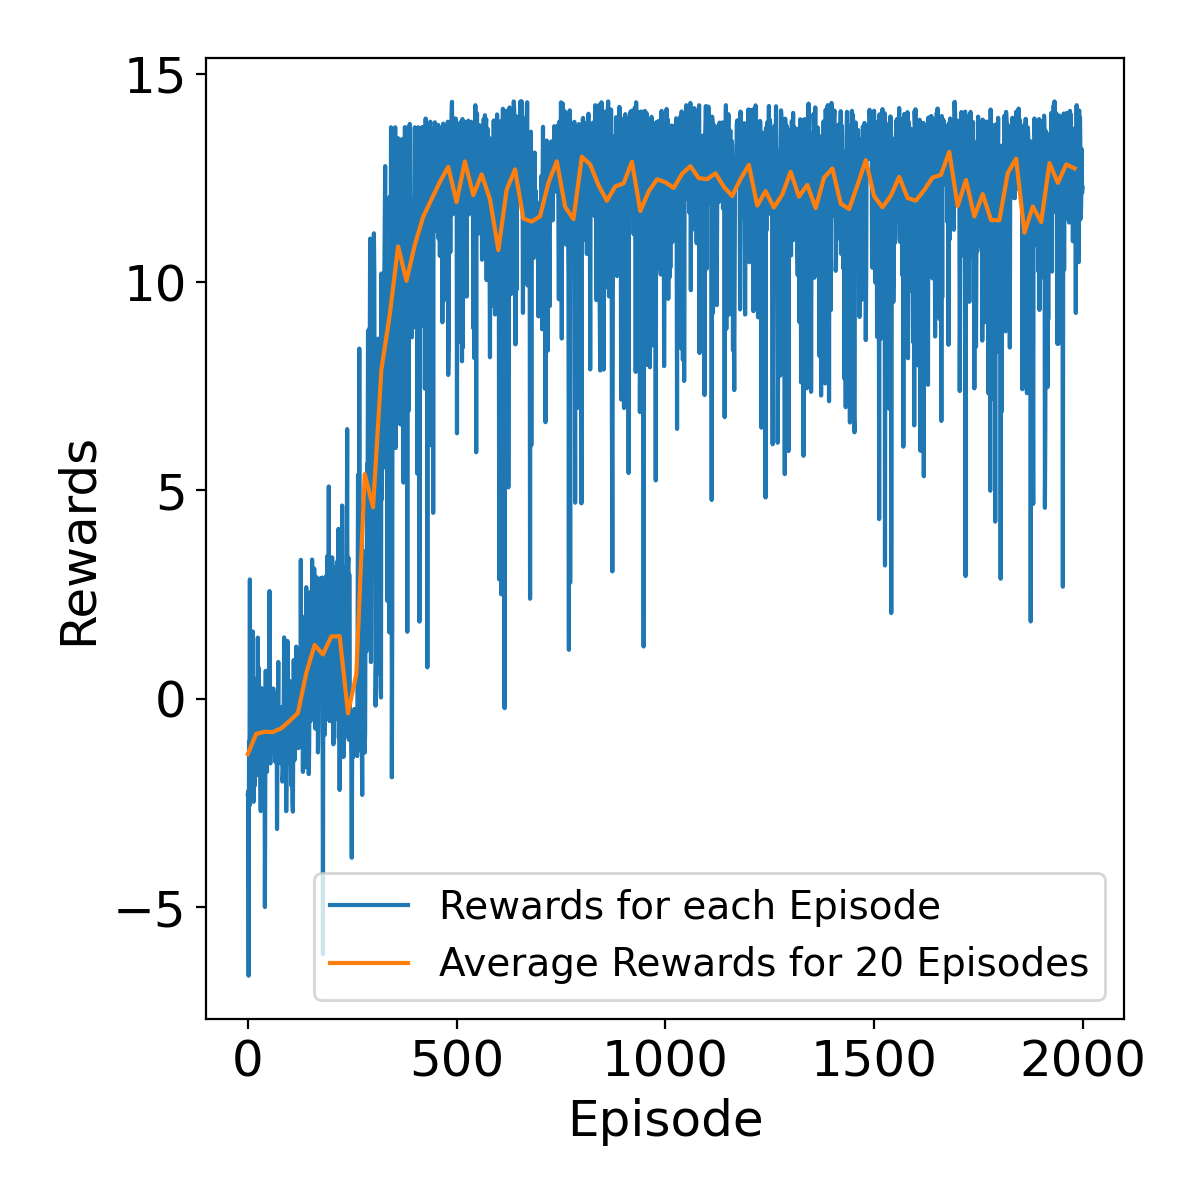 15
10
5
0
−5
Rewards
Rewards for each Episode
Average Rewards for 20 Episodes
0 500 1000 1500 2000
Episode